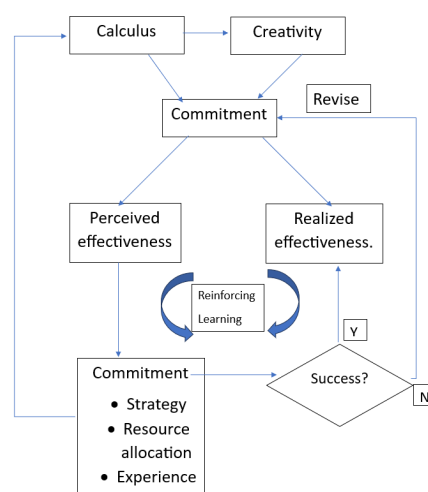 Calculus
Creativity
Revise
Commitment
Perceived
effectiveness
Realized
effectiveness.
Reinforcing
Learning
Y
Commitment
• Strategy
• Resource
allocation
• Experience
Success?
N